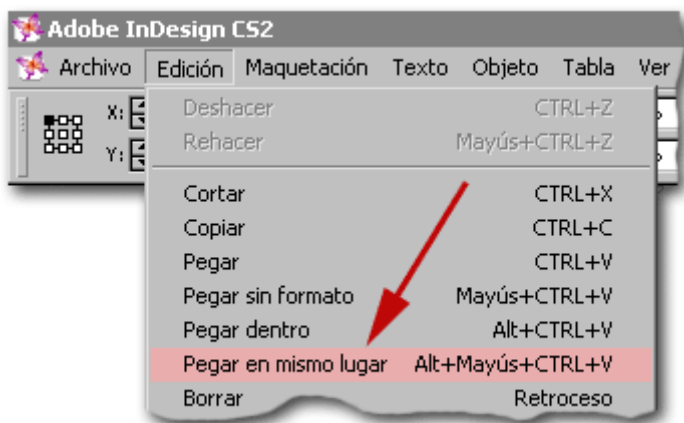 Adobe InDesign CS2
Archivo Edición Maquetación Texto Objeto Tabla Ver
X:
Y:
Deshacer CTRL+Z
Rehacer Mayús+CTRL+Z
Cortar CTRL+X
Copiar CTRL+C
Pegar CTRL+V
Pegar sin formato Mayús+CTRL+V
Pegar dentro Alt+CTRL+V
Pegar en mismo lugar Alt+Mayús+CTRL+V
Borrar Retroceso